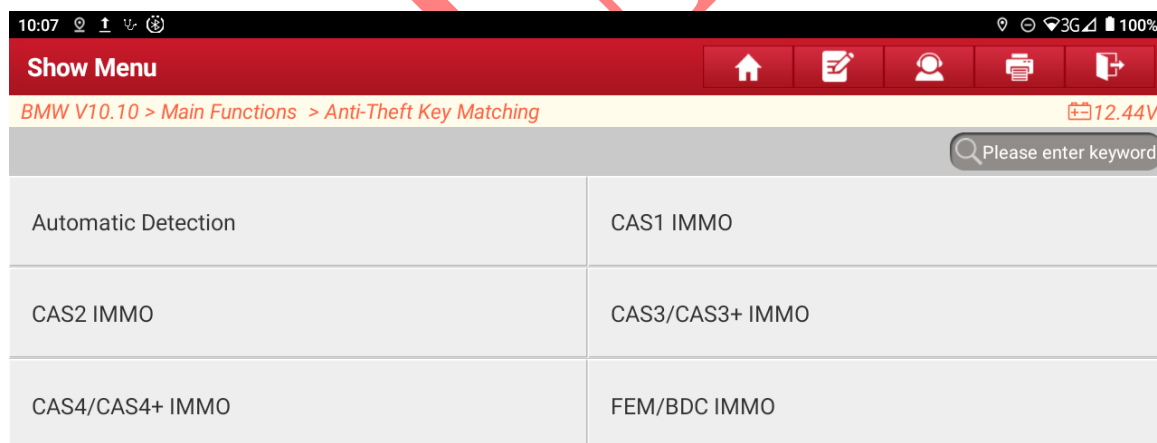 10:07 3G 100%
Show Menu
BMW V10.10 > Main Functions > Anti-Theft Key Matching 12.44V
Please enter keyword
Automatic Detection CAS1 IMMO
CAS2 IMMO CAS3/CAS3+ IMMO
CAS4/CAS4+ IMMO FEM/BDC IMMO